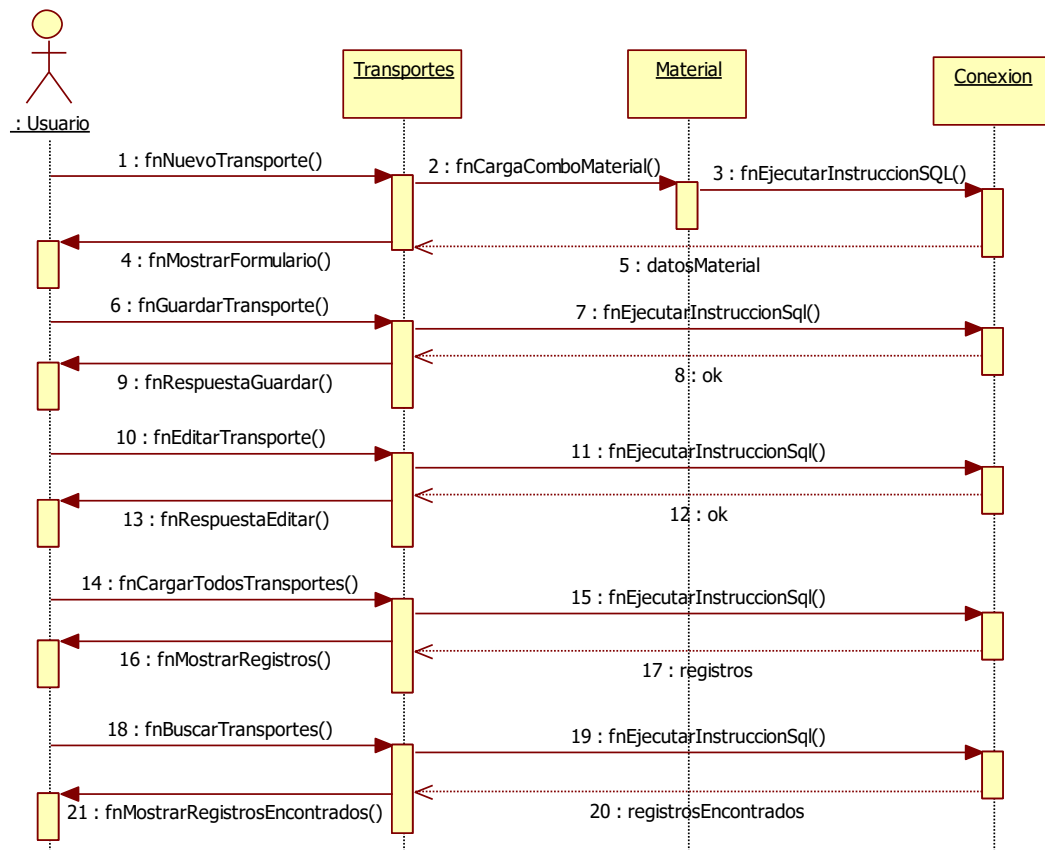 Transportes
Material
Conexion
: Usuario
1 : fnNuevoTransporte()
2 : fnCargaComboMaterial()
3 : fnEjecutarInstruccionSQL()
4 : fnMostrarFormulario()
5 : datosMaterial
6 : fnGuardarTransporte()
7 : fnEjecutarInstruccionSql()
8 : ok
9 : fnRespuestaGuardar()
10 : fnEditarTransporte()
11 : fnEjecutarInstruccionSql()
12 : ok
13 : fnRespuestaEditar()
14 : fnCargarTodosTransportes()
15 : fnEjecutarInstruccionSql()
16 : fnMostrarRegistros()
17 : registros
18 : fnBuscarTransportes()
19 : fnEjecutarInstruccionSql()
20 : registrosEncontrados
21 : fnMostrarRegistrosEncontrados()